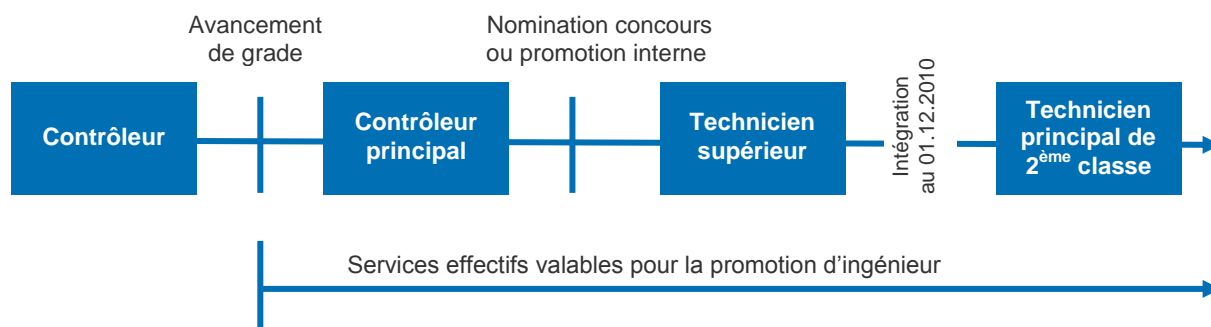 Avancement
de grade
Nomination concours
ou promotion interne
Contrôleur
Contrôleur
principal
Technicien
supérieur
Intégration
au 01.12.2010
Technicien
principal de
2ème classe
Services effectifs valables pour la promotion d’ingénieur